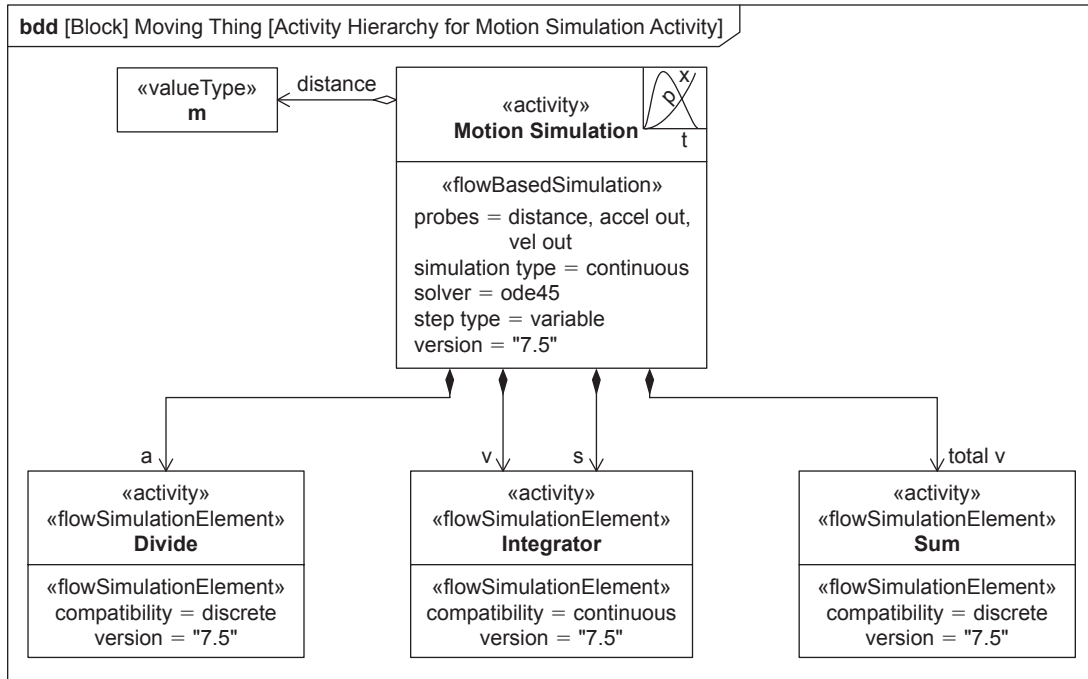 bdd [Block] Moving Thing [Activity Hierarchy for Motion Simulation Activity]
«valueType»
m
distance
«activity»
Motion Simulation
x
p
t
«flowBasedSimulation»
probes = distance, accel out,
vel out
simulation type = continuous
solver = ode45
step type = variable
version = "7.5"
a
v
s
total v
«activity»
«flowSimulationElement»
Divide
«flowSimulationElement»
compatibility = discrete
version = "7.5"
«activity»
«flowSimulationElement»
Integrator
«flowSimulationElement»
compatibility = continuous
version = "7.5"
«activity»
«flowSimulationElement»
Sum
«flowSimulationElement»
compatibility = discrete
version = "7.5"